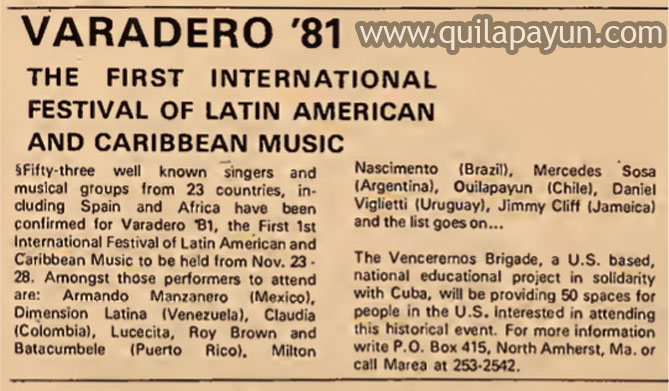 VARADERO '81
www.quilapayun.com
THE FIRST INTERNATIONAL
FESTIVAL OF LATIN AMERICAN
AND CARIBBEAN MUSIC
§Fifty-three well known singers and
musical groups from 23 countries, in-
cluding Spain and Africa have been
confirmed for Varadero '81, the First 1st
International Festival of Latin American and
Caribbean Music to be held from Nov. 23 -
28. Amongst those performers to attend
are: Armando Manzanero (Mexico),
Dimension Latina (Venezuela), Claudia
(Colombia), Lucecita, Roy Brown and
Batacumbele (Puerto Rico), Milton
Nascimento (Brazil), Mercedes Sosa
(Argentina), Quilapayun (Chile), Daniel
Viglietti (Uruguay), Jimmy Cliff (Jamaica)
and the list goes on...
The Venceremos Brigade, a U.S. based,
national educational project in solidarity
with Cuba, will be providing 50 spaces for
people in the U.S. interested in attending
this historical event. For more information
write P.O. Box 415, North Amherst, Ma. or
call Marea at 253-2542.